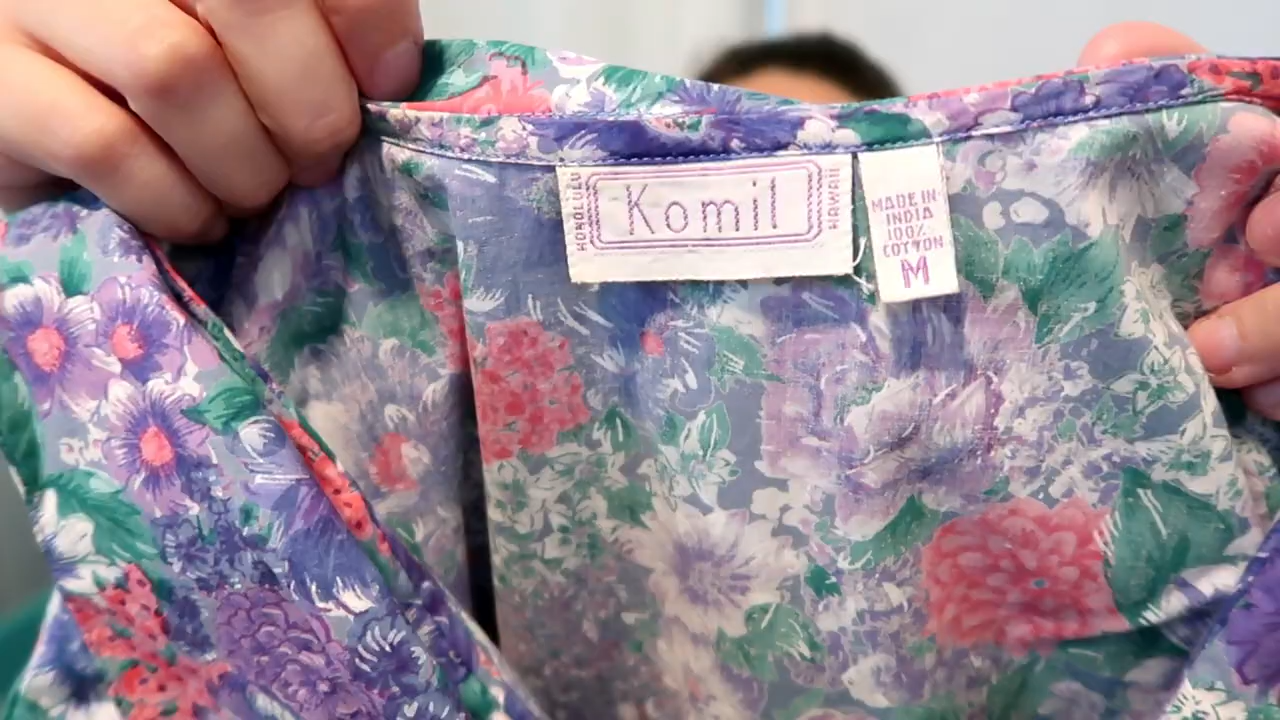 HONOLULU
Komil
HAWAII
MADE IN
INDIA
100%
COTTON
M